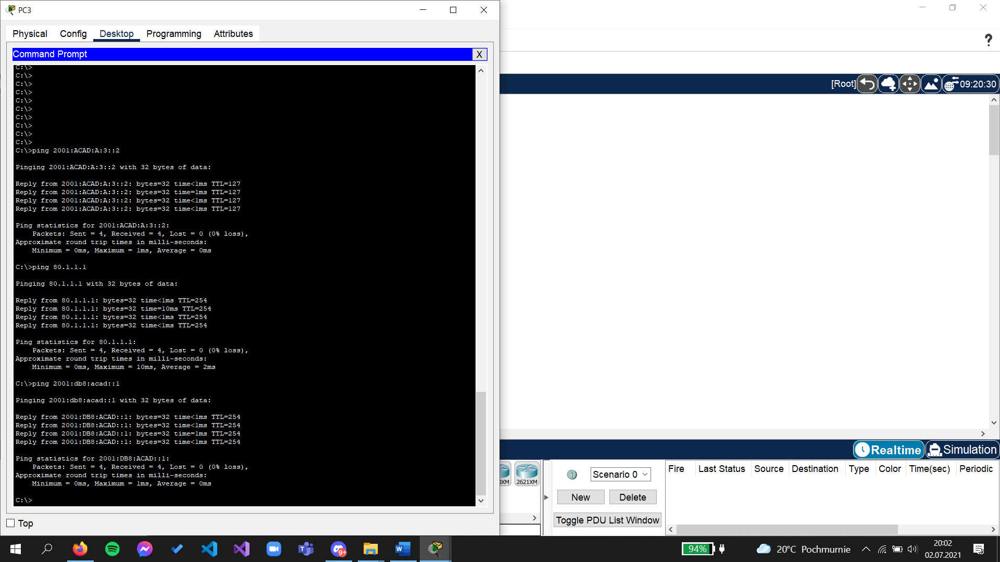 PC3
Physical Config Desktop Programming Attributes
Command Prompt X
C:\>
C:\>
C:\>
C:\>
C:\>
C:\>
C:\>
C:\>
C:\>
C:\>
C:\>ping 2001:ACAD:A:3::2
Pinging 2001:ACAD:A:3::2 with 32 bytes of data:
Reply from 2001:ACAD:A:3::2: bytes=32 time<1ms TTL=127
Reply from 2001:ACAD:A:3::2: bytes=32 time=1ms TTL=127
Reply from 2001:ACAD:A:3::2: bytes=32 time<1ms TTL=127
Reply from 2001:ACAD:A:3::2: bytes=32 time<1ms TTL=127
Ping statistics for 2001:ACAD:A:3::2:
Packets: Sent = 4, Received = 4, Lost = 0 (0% loss),
Approximate round trip times in milli-seconds:
Minimum = 0ms, Maximum = 1ms, Average = 0ms
C:\>ping 80.1.1.1
Pinging 80.1.1.1 with 32 bytes of data:
Reply from 80.1.1.1: bytes=32 time<1ms TTL=254
Reply from 80.1.1.1: bytes=32 time=10ms TTL=254
Reply from 80.1.1.1: bytes=32 time<1ms TTL=254
Reply from 80.1.1.1: bytes=32 time<1ms TTL=254
Ping statistics for 80.1.1.1:
Packets: Sent = 4, Received = 4, Lost = 0 (0% loss),
Approximate round trip times in milli-seconds:
Minimum = 0ms, Maximum = 10ms, Average = 2ms
C:\>ping 2001:db8:acad::1
Pinging 2001:db8:acad::1 with 32 bytes of data:
Reply from 2001:DB8:ACAD::1: bytes=32 time<1ms TTL=254
Reply from 2001:DB8:ACAD::1: bytes=32 time<1ms TTL=254
Reply from 2001:DB8:ACAD::1: bytes=32 time=1ms TTL=254
Reply from 2001:DB8:ACAD::1: bytes=32 time<1ms TTL=254
Ping statistics for 2001:DB8:ACAD::1:
Packets: Sent = 4, Received = 4, Lost = 0 (0% loss),
Approximate round trip times in milli-seconds:
Minimum = 0ms, Maximum = 1ms, Average = 0ms
C:\>
Top
?
[Root] 09:20:30
Realtime Simulation
0XM 2621XM
Scenario 0
New Delete
Toggle PDU List Window
Fire Last Status Source Destination Type Color Time(sec) Periodic
9+
94%
20°C Pochmurnie
20:02
02.07.2021